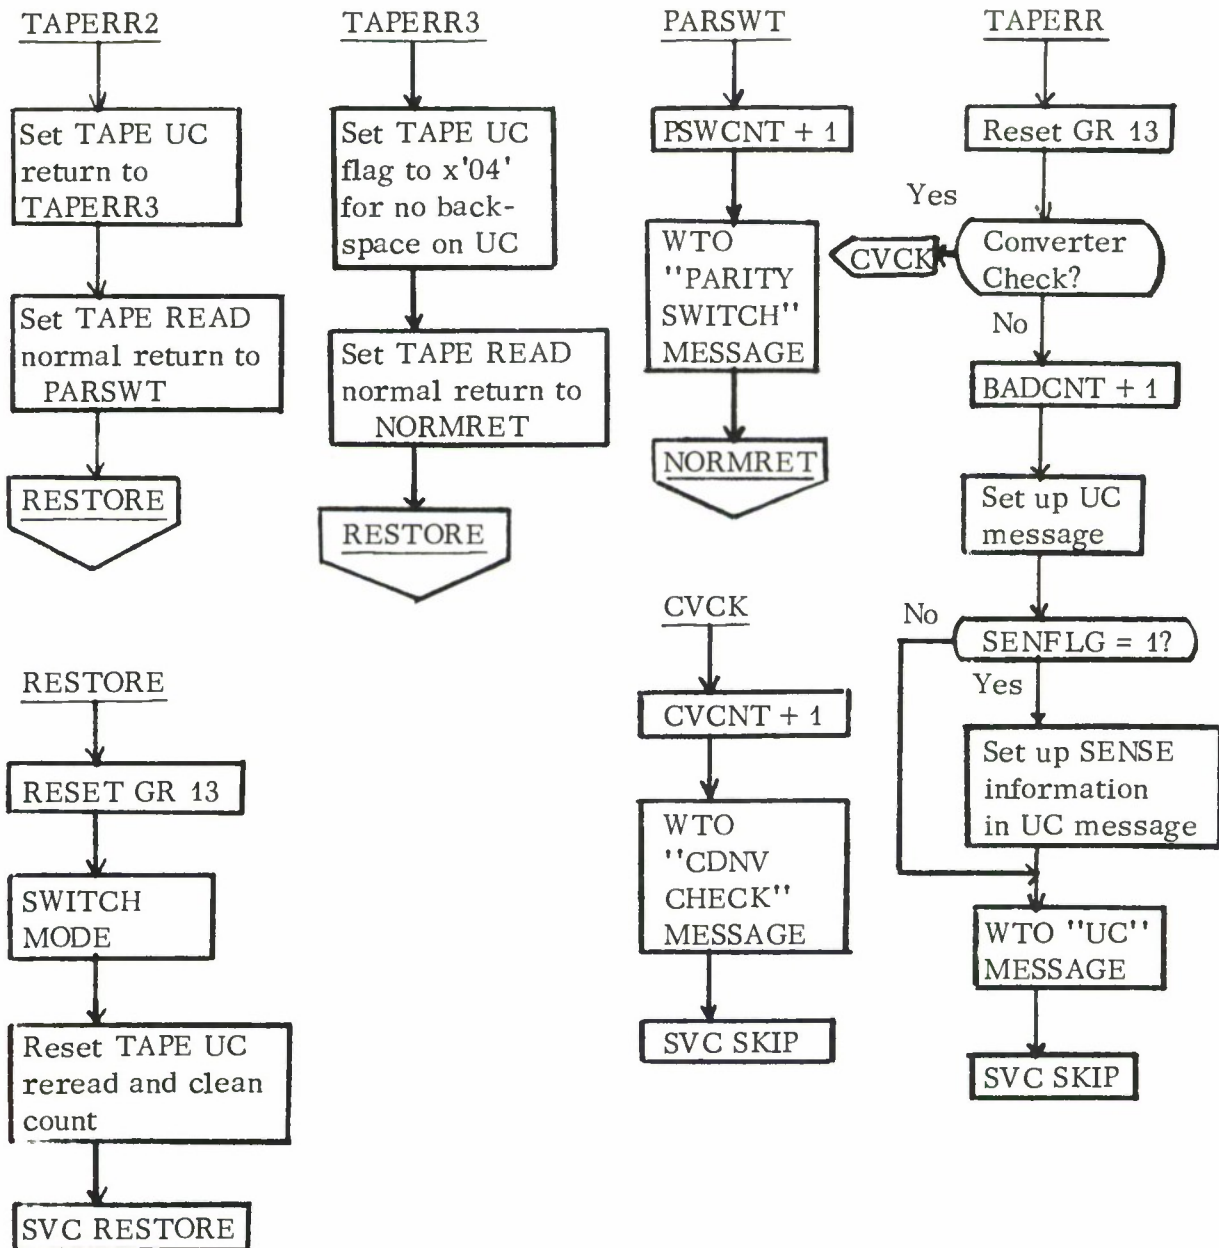 TAPERR2
Set TAPE UC
return to
TAPERR3
Set TAPE READ
normal return to
PARSWT
RESTORE
TAPERR3
Set TAPE UC
flag to x'04'
for no back-
space on UC
Set TAPE READ
normal return to
NORMRET
RESTORE
PARSWT
PSWCNT + 1
WTO
"PARITY
SWITCH"
MESSAGE
NORMRET
TAPERR
Reset GR 13
Yes
Converter
Check?
CVCK
No
BADCNT + 1
Set up UC
message
No
SENFLG = 1?
Yes
Set up SENSE
information
in UC message
WTO "UC"
MESSAGE
SVC SKIP
RESTORE
RESET GR 13
SWITCH
MODE
Reset TAPE UC
reread and clean
count
SVC RESTORE
CVCK
CVCNT + 1
WTO
"CDNV
CHECK"
MESSAGE
SVC SKIP